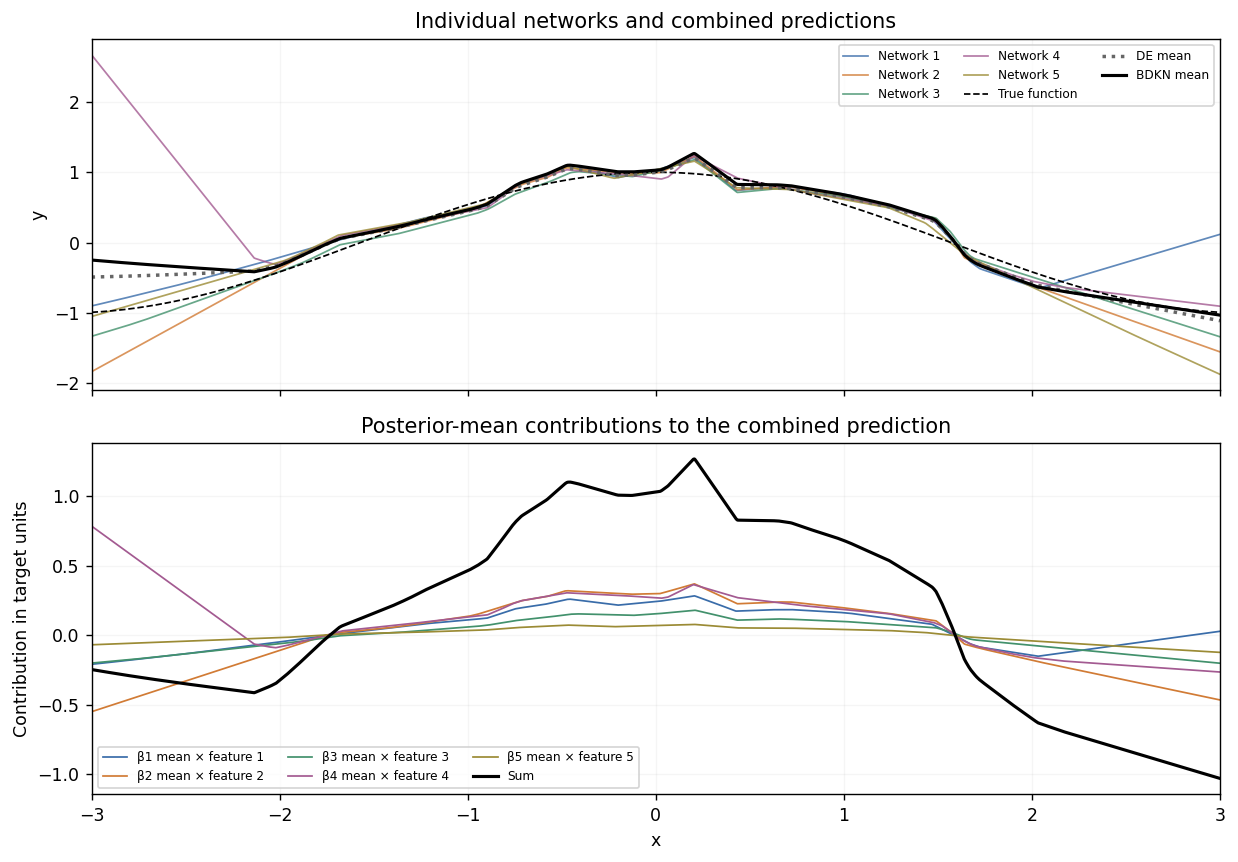 Individual networks and combined predictions
Network 1 Network 4 DE mean
Network 2 Network 5 BDKN mean
Network 3 True function
2
1
0
−1
−2
y
Posterior-mean contributions to the combined prediction
1.0
0.5
0.0
−0.5
−1.0
Contribution in target units
β1 mean × feature 1 β3 mean × feature 3 β5 mean × feature 5
β2 mean × feature 2 β4 mean × feature 4 Sum
−3 −2 −1 0 1 2 3
x